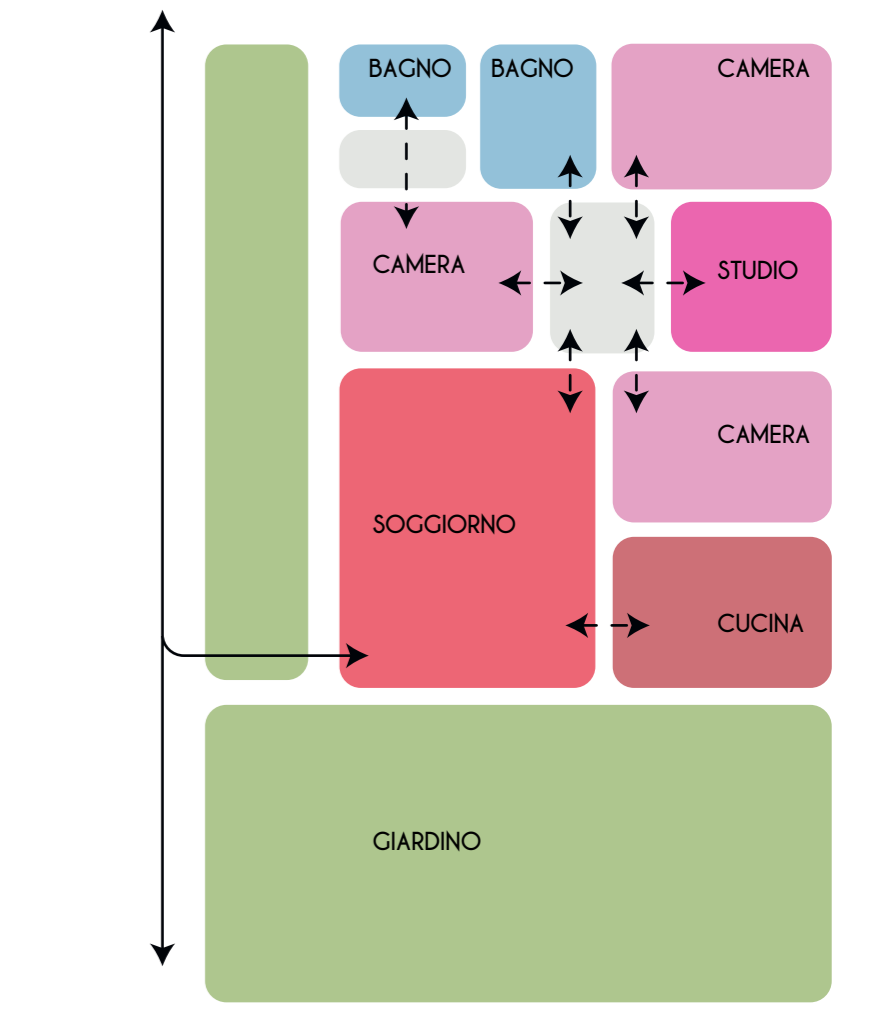 BAGNO
BAGNO
CAMERA
CAMERA
STUDIO
CAMERA
SOGGIORNO
CUCINA
GIARDINO